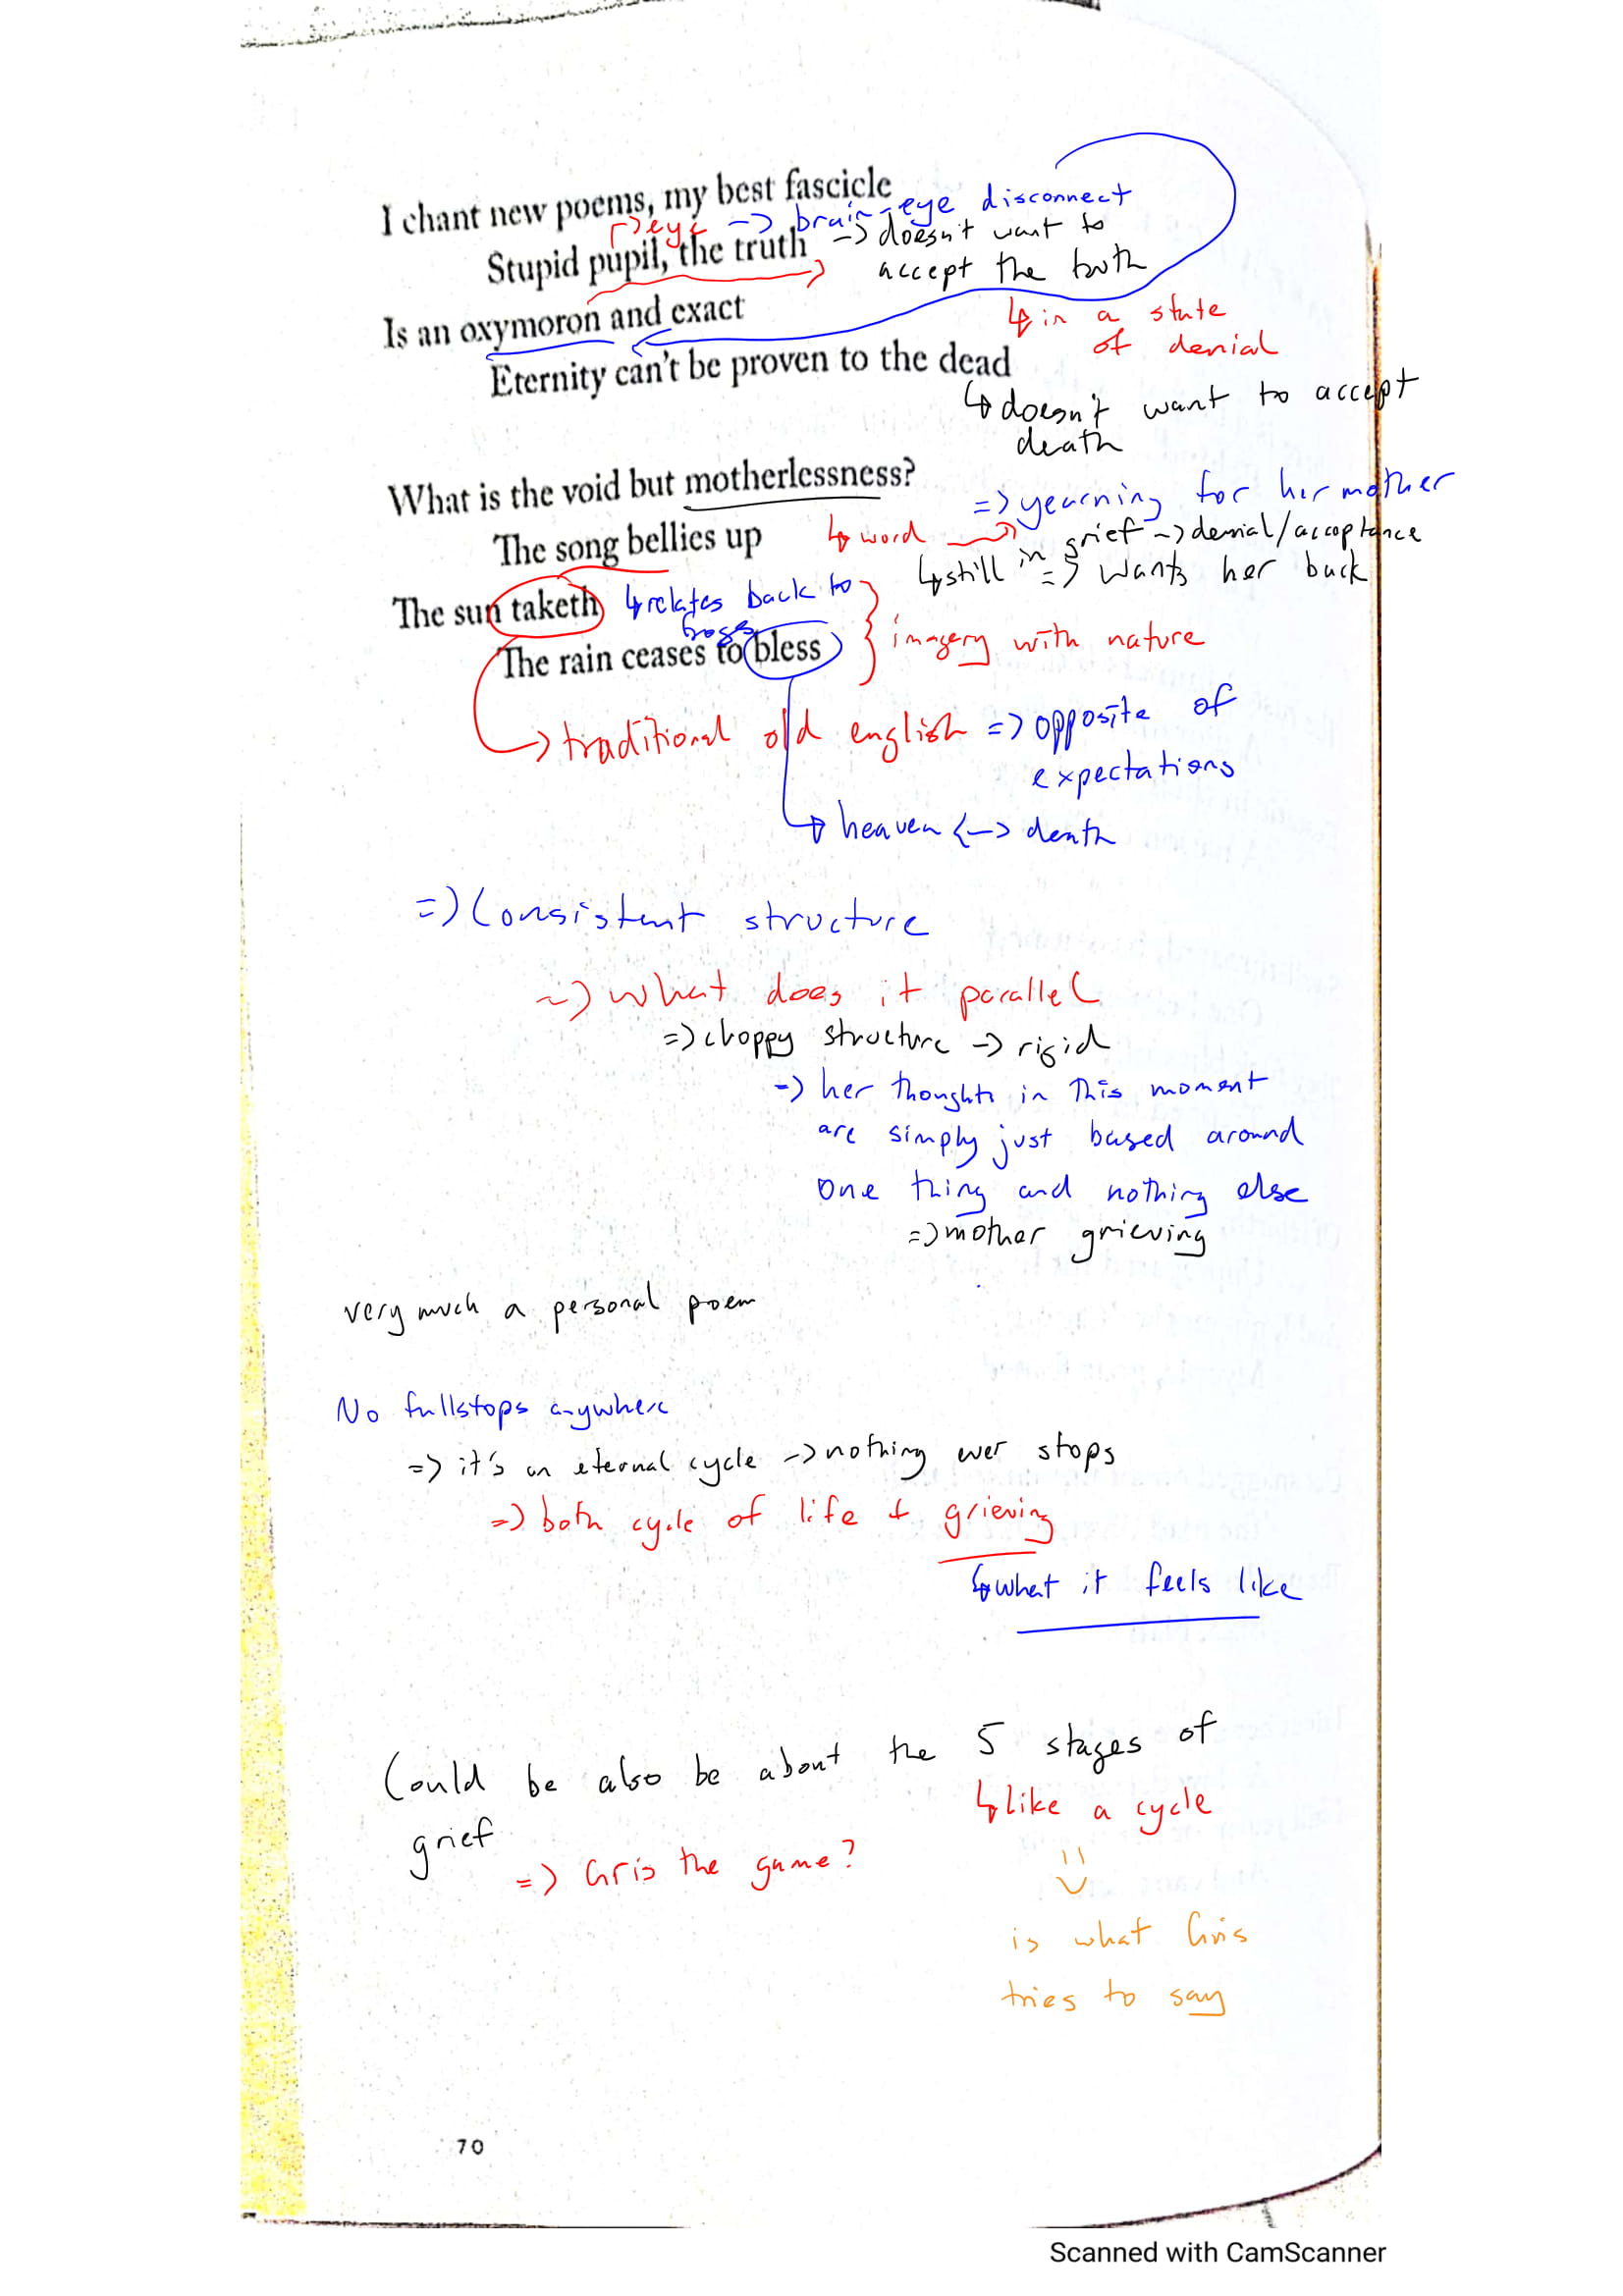 I chant new poems, my best fascicle
↱eye → brain-eye disconnect
Stupid pupil, the truth → doesn't want to
accept the truth
Is an oxymoron and exact
↳ in a state
of denial
Eternity can't be proven to the dead
↳ doesn't want to accept
death
What is the void but motherlessness?
=> yearning for her mother
The song bellies up
↳ word → still in grief → denial/acceptance
=> wants her back
The sun taketh ↳ relates back to
frogs
The rain ceases to bless
imagery with nature
→ traditional old english => opposite of
expectations
↳ heaven <-> death
=> Consistent structure
~> what does it parallel
=> choppy structure → rigid
-> her thoughts in this moment
are simply just based around
one thing and nothing else
=> mother grieving
very much a personal poem
No fullstops anywhere
=> it's an eternal cycle -> nothing ever stops
=> both cycle of life + grieving
↳ what it feels like
Could be also be about the 5 stages of
grief
↳ like a cycle
=> Gris the game?
is what Gris
tries to say
70
Scanned with CamScanner